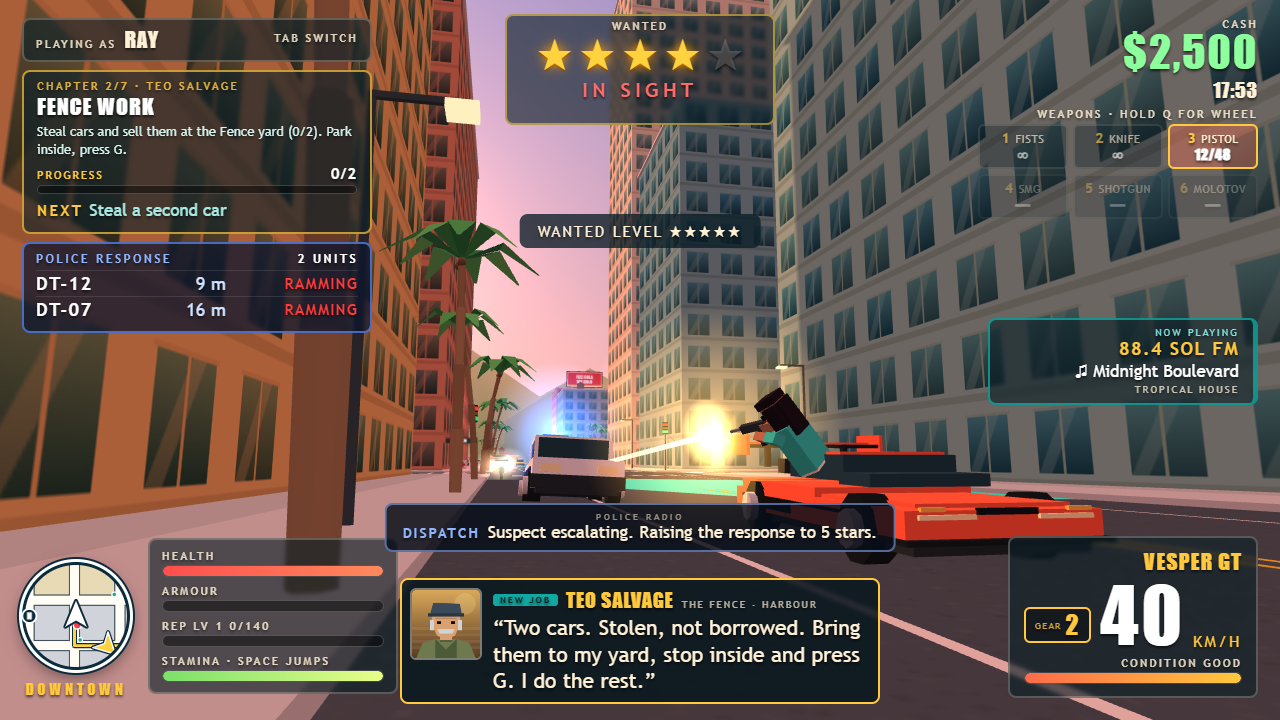 PLAYING AS RAY
TAB SWITCH
CHAPTER 2/7 · TEO SALVAGE
FENCE WORK
Steal cars and sell them at the Fence yard (0/2). Park
inside, press G.
PROGRESS 0/2
NEXT Steal a second car
POLICE RESPONSE 2 UNITS
DT-12 9 m RAMMING
DT-07 16 m RAMMING
WANTED
IN SIGHT
WANTED LEVEL ★★★★★
CASH
$2,500
17:53
WEAPONS · HOLD Q FOR WHEEL
1 FISTS ∞
2 KNIFE ∞
3 PISTOL 12/48
4 SMG —
5 SHOTGUN —
6 MOLOTOV —
NOW PLAYING
88.4 SOL FM
♫ Midnight Boulevard
TROPICAL HOUSE
POLICE RADIO
DISPATCH Suspect escalating. Raising the response to 5 stars.
HEALTH
ARMOUR
REP LV 1 0/140
STAMINA · SPACE JUMPS
DOWNTOWN
NEW JOB TEO SALVAGE THE FENCE · HARBOUR
“Two cars. Stolen, not borrowed. Bring
them to my yard, stop inside and press
G. I do the rest.”
VESPER GT
GEAR 2
40 KM/H
CONDITION GOOD